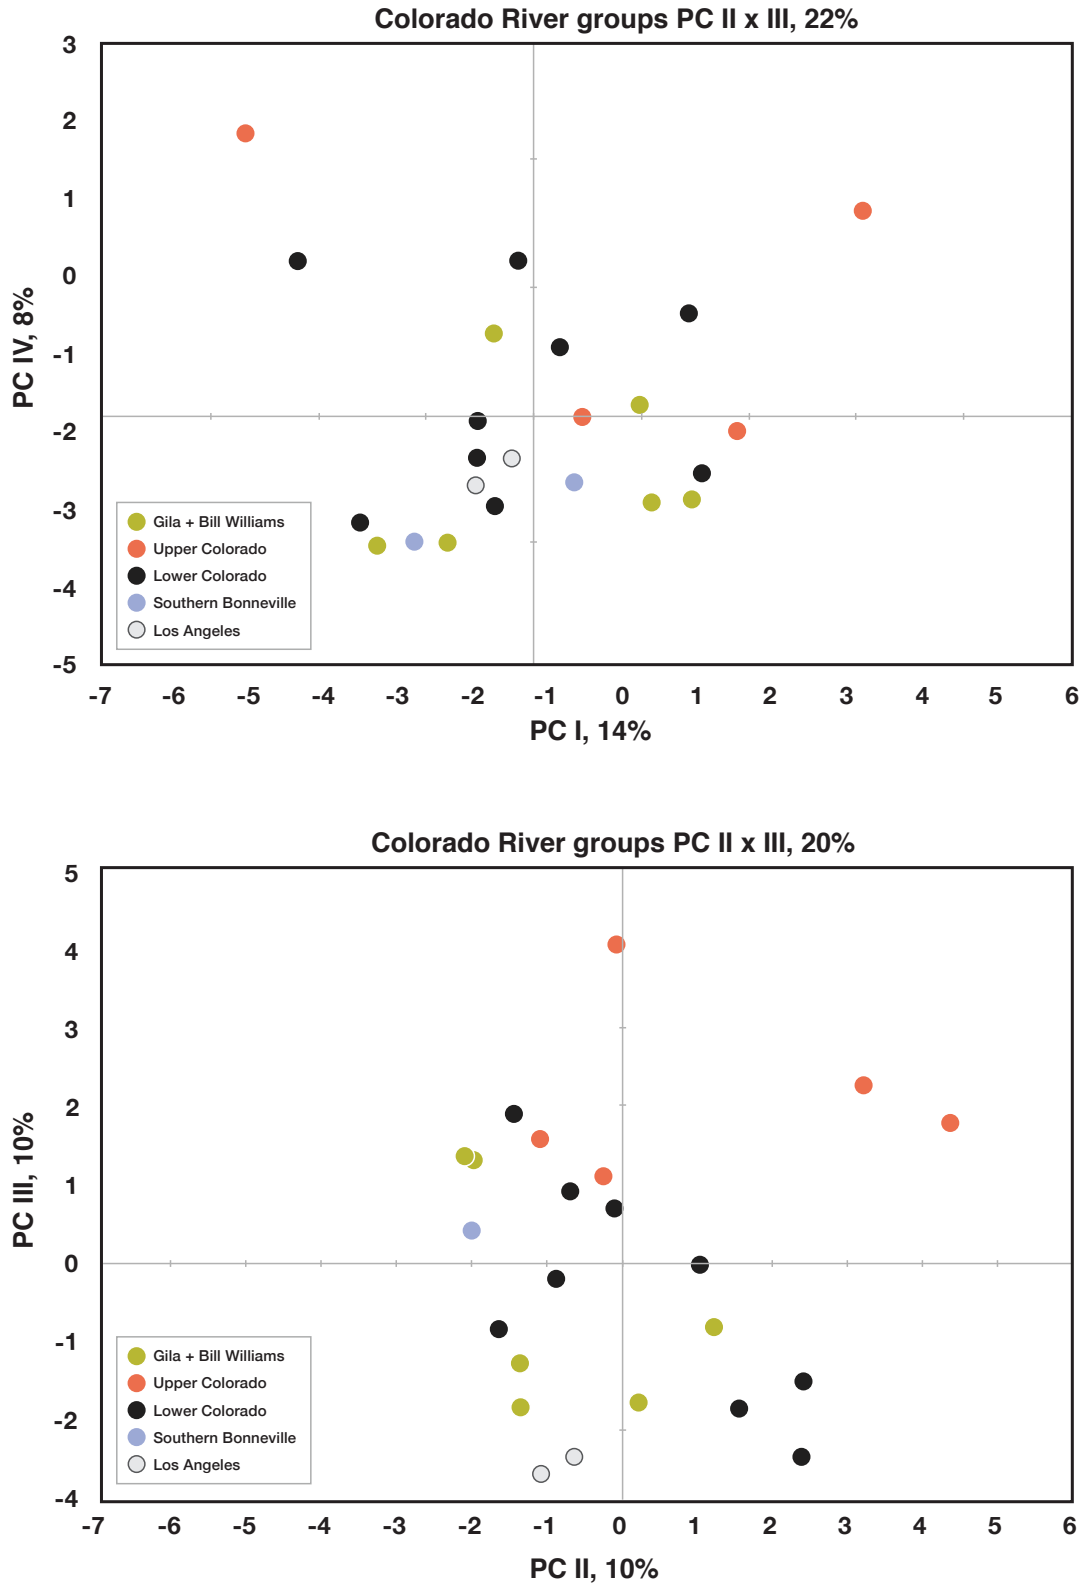 Colorado River groups PC II x III, 22%
3
2
1
0
-1
-2
-3
-4
-5
PC IV, 8%
Gila + Bill Williams
Upper Colorado
Lower Colorado
Southern Bonneville
Los Angeles
-7 -6 -5 -4 -3 -2 -1 0 1 2 3 4 5 6
PC I, 14%
Colorado River groups PC II x III, 20%
5
4
3
2
1
0
-1
-2
-4
PC III, 10%
Gila + Bill Williams
Upper Colorado
Lower Colorado
Southern Bonneville
Los Angeles
-7 -6 -5 -4 -3 -2 -1 0 1 2 3 4 5 6
PC II, 10%